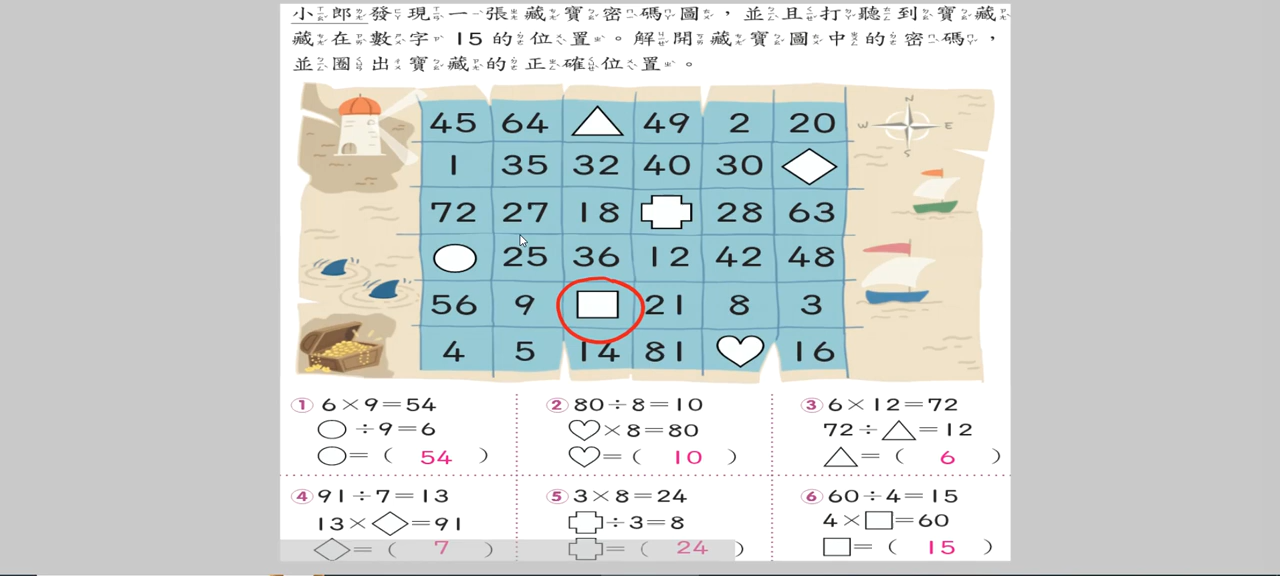 小郎發現一張藏寶密碼圖，並且打聽到寶藏
藏在數字15的位置。解開藏寶圖中的密碼，
並圈出寶藏的正確位置。
N
W E
S
45 64 △ 49 2 20
1 35 32 40 30 ◇
72 27 18 28 63
○ 25 36 12 42 48
56 9 □ 21 8 3
4 5 14 81 ♡ 16
① 6×9=54
○÷9=6
○=( 54 )
② 80÷8=10
♡×8=80
♡=( 10 )
③ 6×12=72
72÷△=12
△=( 6 )
④ 91÷7=13
13×◇=91
◇=( 7 )
⑤ 3×8=24
÷3=8
=( 24 )
⑥ 60÷4=15
4×□=60
□=( 15 )